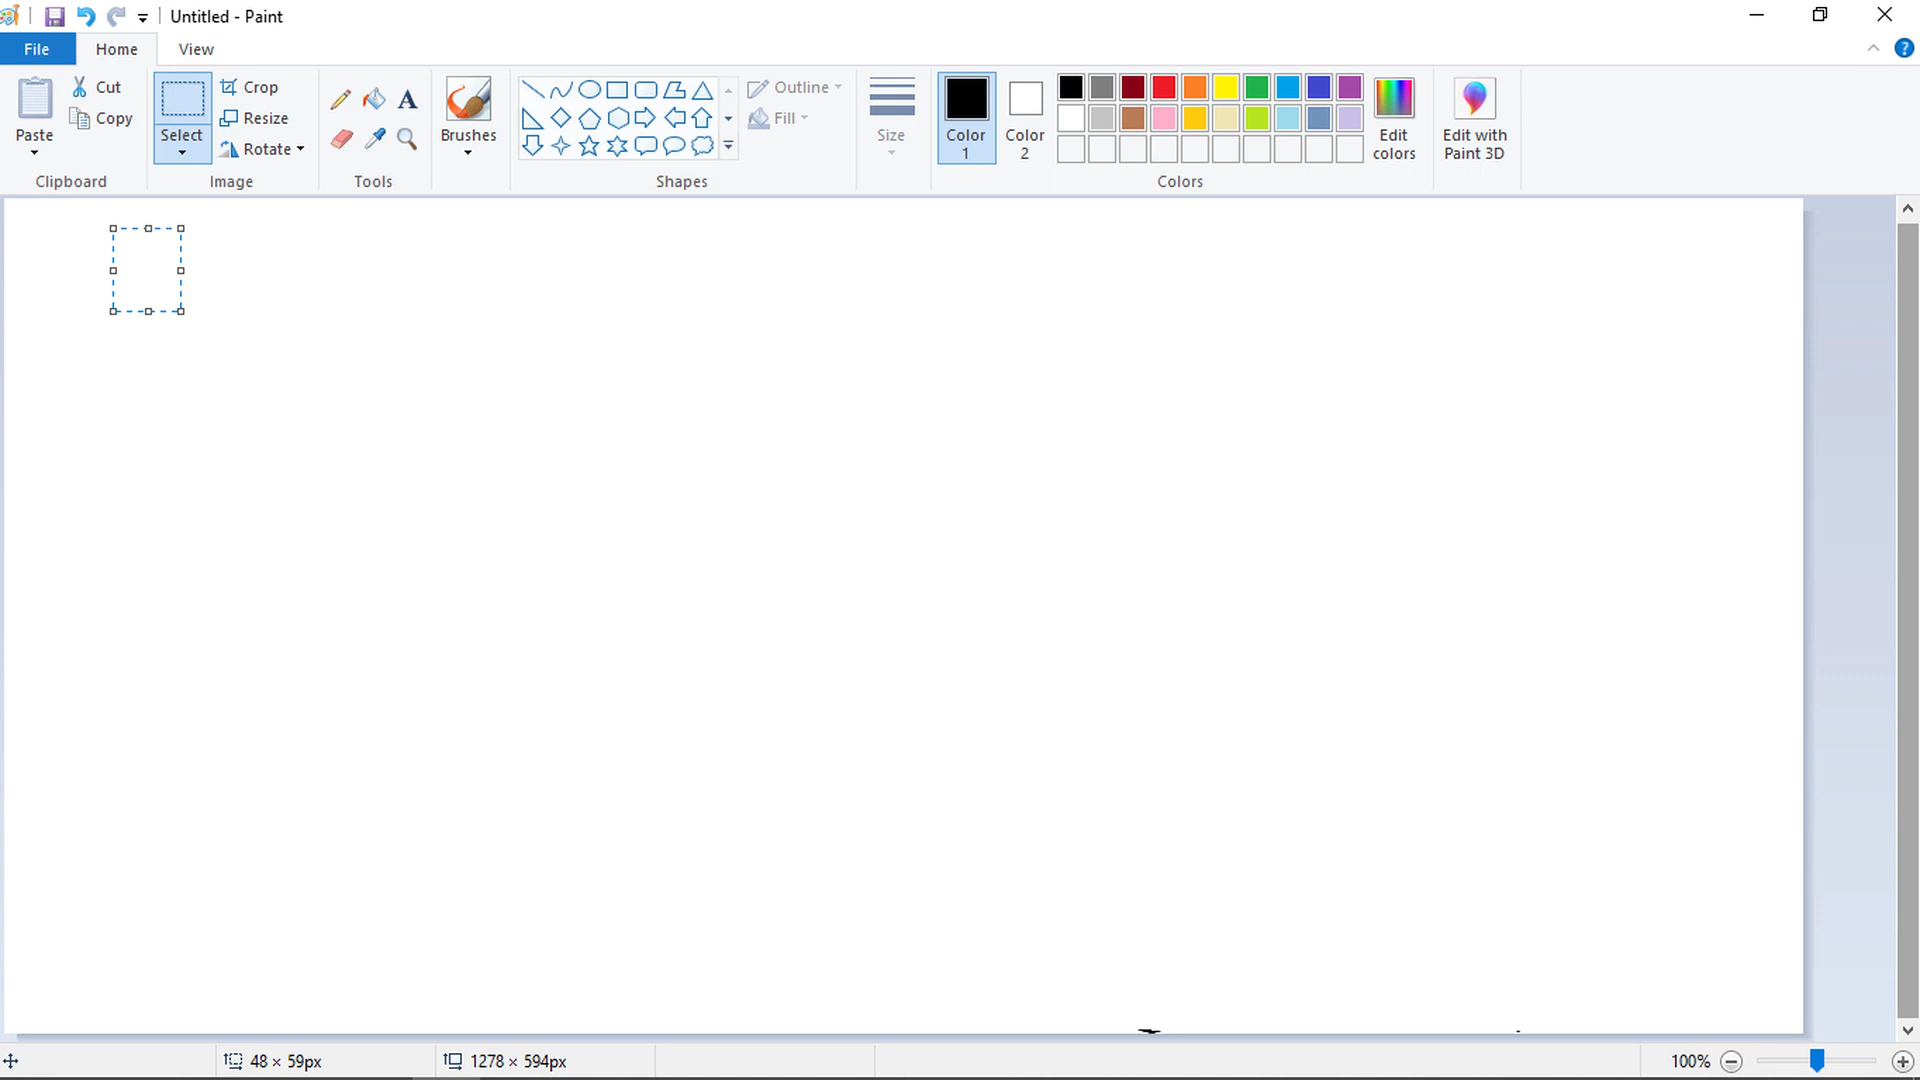 Untitled - Paint
File Home View
Paste Cut Copy Select Crop Resize Rotate A Brushes Outline Fill Size Color 1 Color 2 Edit colors Edit with Paint 3D
Clipboard Image Tools Shapes Colors
48 × 59px 1278 × 594px 100%